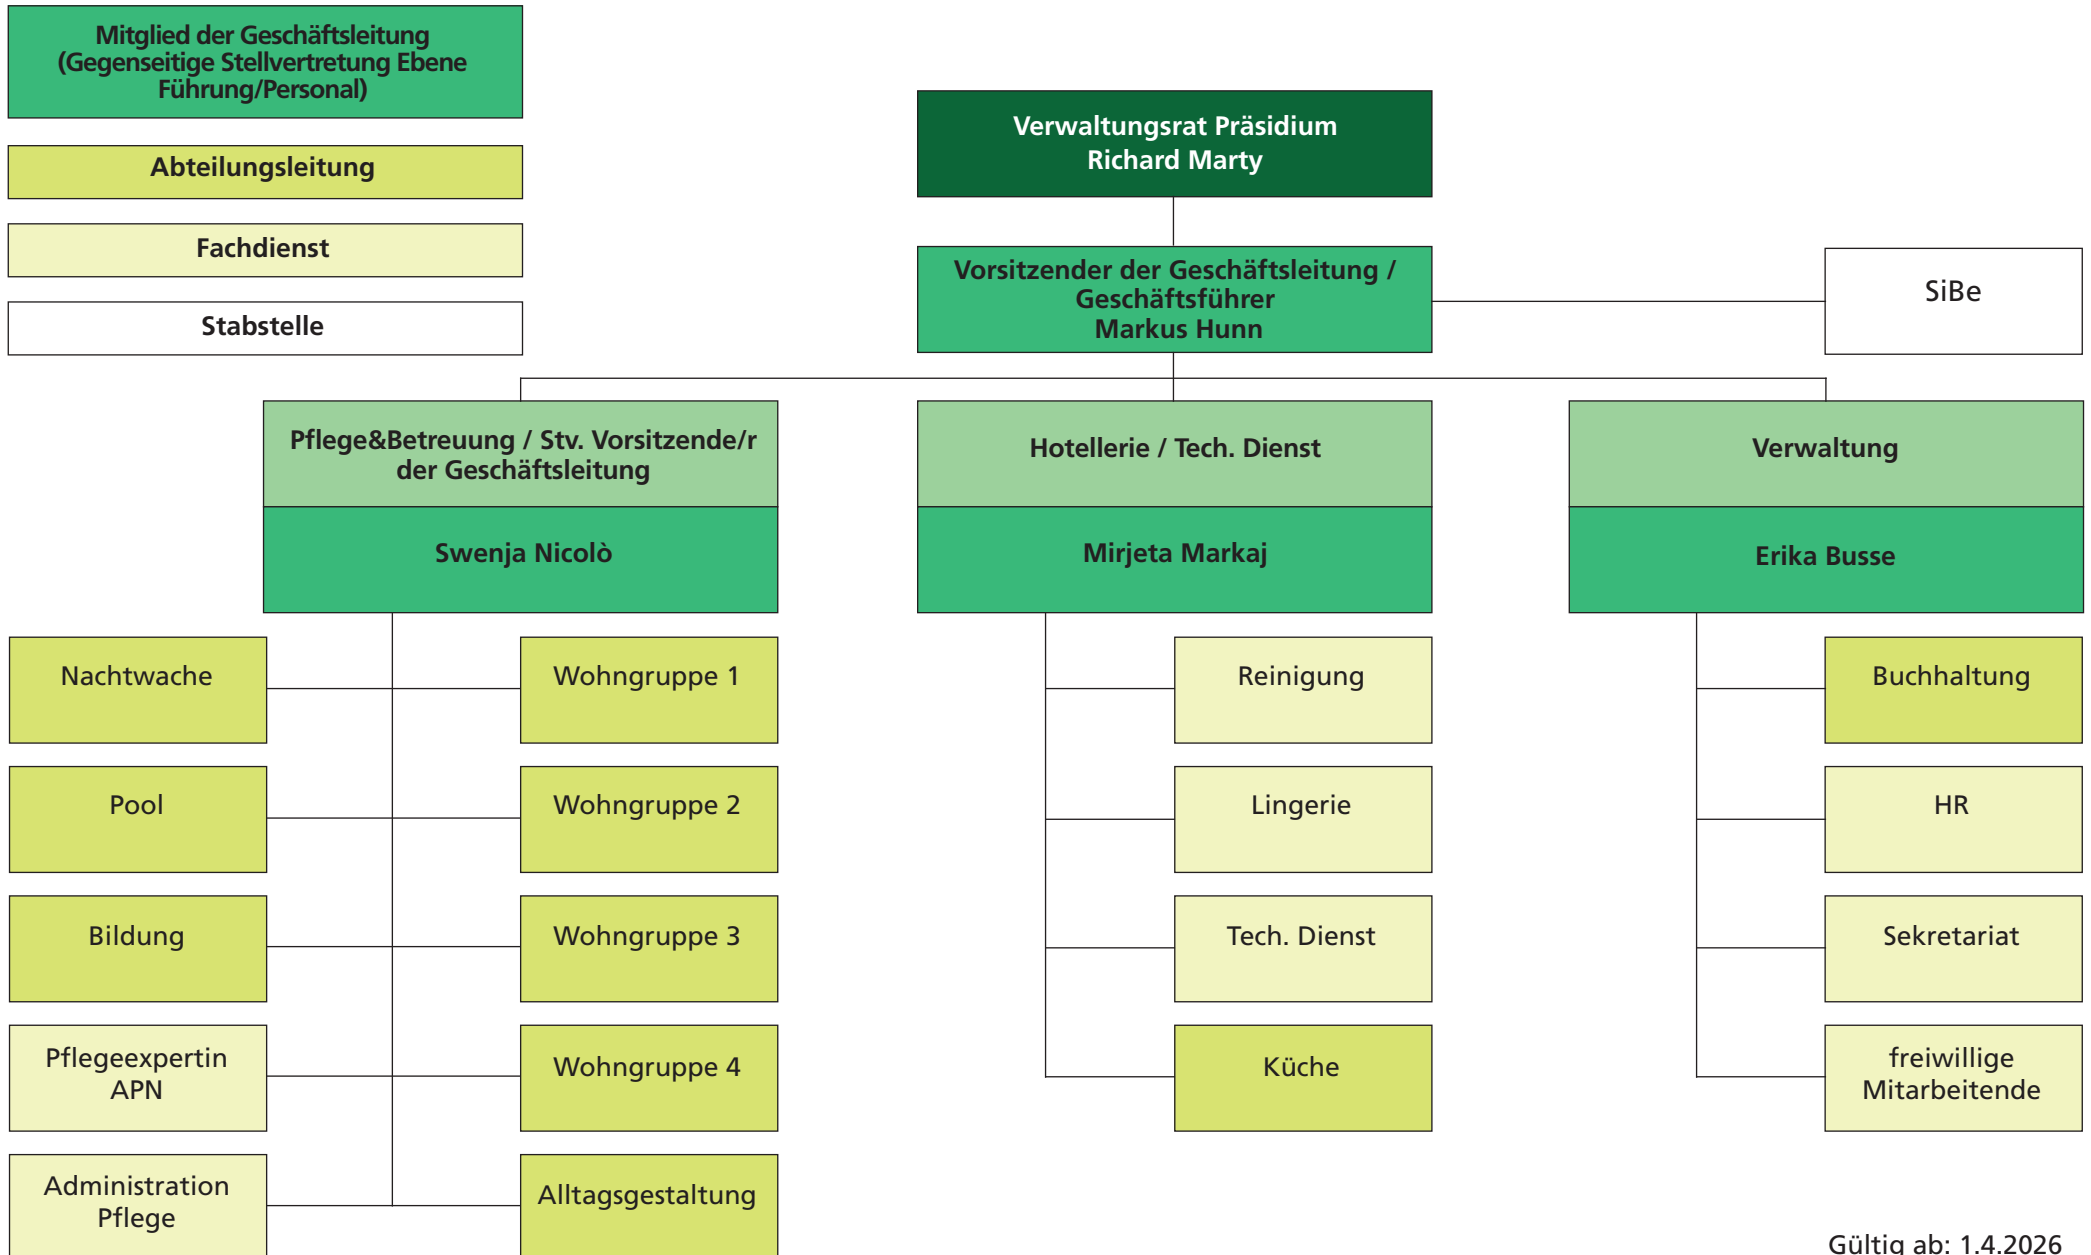 Mitglied der Geschäftsleitung
(Gegenseitige Stellvertretung Ebene
Führung/Personal)
Abteilungsleitung
Fachdienst
Stabstelle
Verwaltungsrat Präsidium
Richard Marty
Vorsitzender der Geschäftsleitung /
Geschäftsführer
Markus Hunn
SiBe
Pflege&Betreuung / Stv. Vorsitzende/r
der Geschäftsleitung
Swenja Nicolò
Hotellerie / Tech. Dienst
Mirjeta Markaj
Verwaltung
Erika Busse
Nachtwache
Pool
Bildung
Pflegeexpertin
APN
Administration
Pflege
Wohngruppe 1
Wohngruppe 2
Wohngruppe 3
Wohngruppe 4
Alltagsgestaltung
Reinigung
Lingerie
Tech. Dienst
Küche
Buchhaltung
HR
Sekretariat
freiwillige
Mitarbeitende
Gültig ab: 1.4.2026